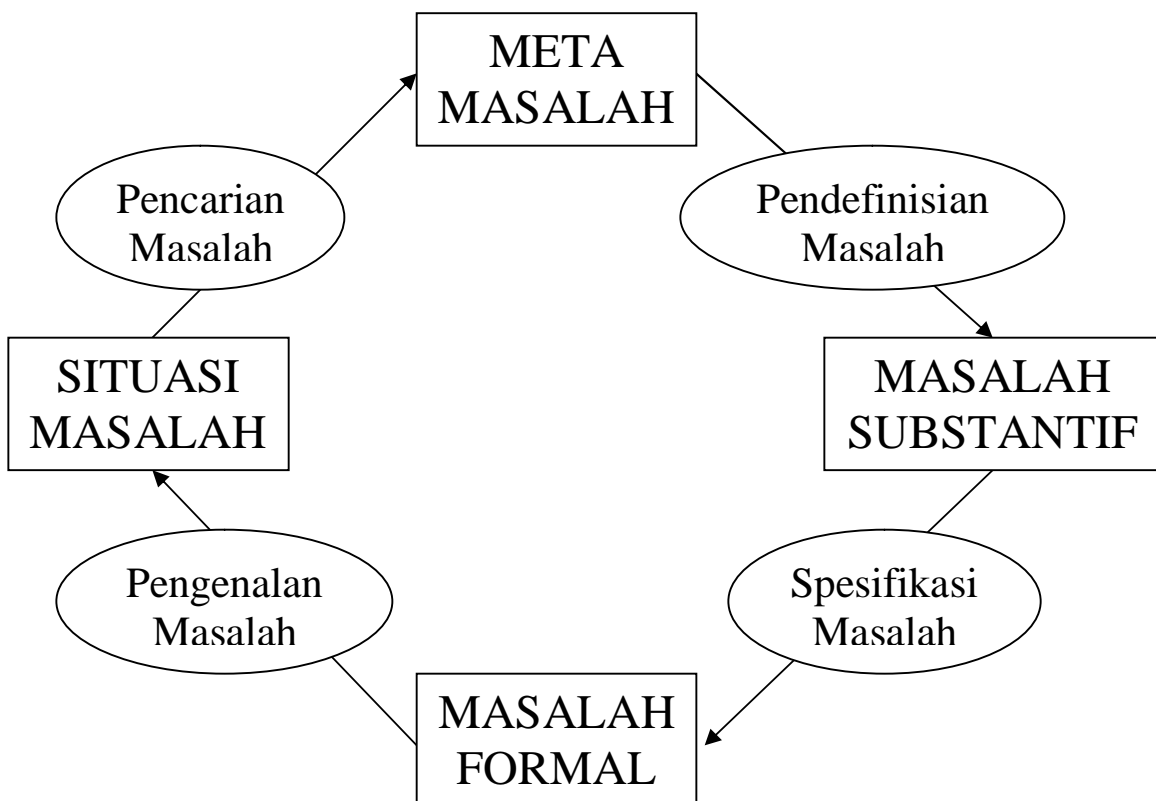 META
MASALAH
Pencarian
Masalah
Pendefinisian
Masalah
SITUASI
MASALAH
MASALAH
SUBSTANTIF
Pengenalan
Masalah
Spesifikasi
Masalah
MASALAH
FORMAL